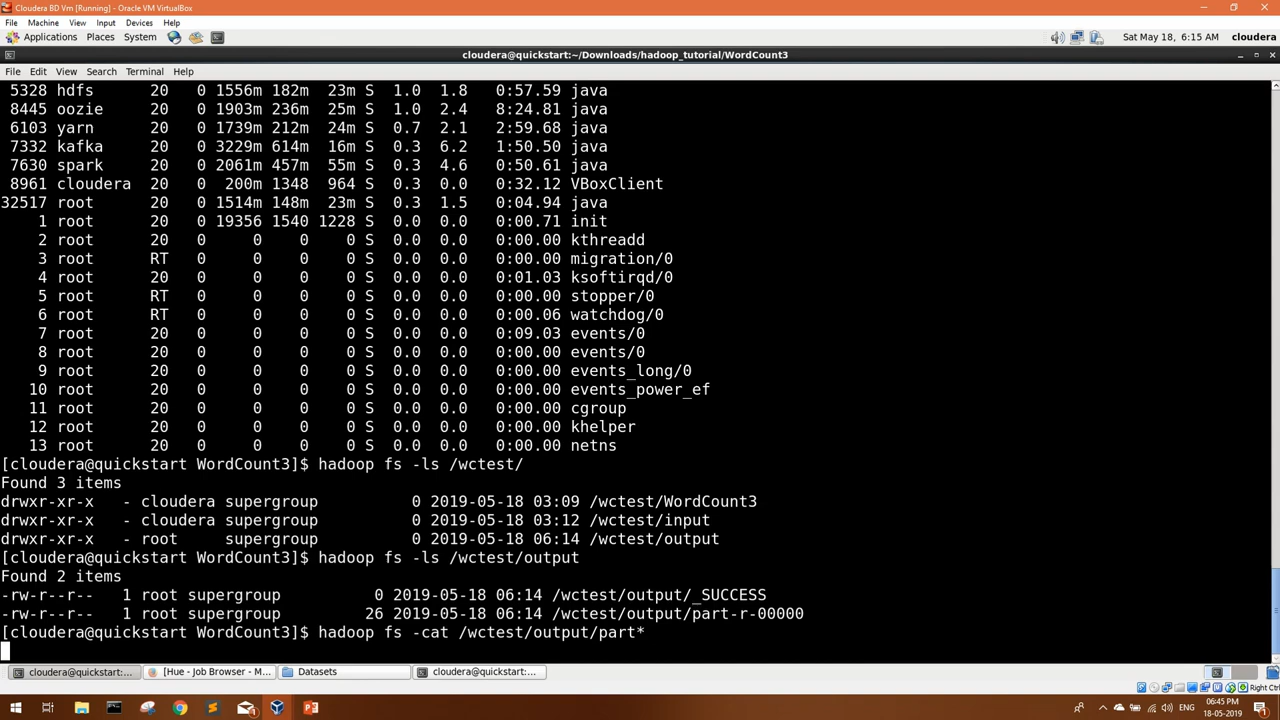 Cloudera BD Vm [Running] - Oracle VM VirtualBox
File Machine View Input Devices Help
Applications Places System Sat May 18, 6:15 AM cloudera
cloudera@quickstart:~/Downloads/hadoop_tutorial/WordCount3
File Edit View Search Terminal Help
5328 hdfs 20 0 1556m 182m 23m S 1.0 1.8 0:57.59 java
8445 oozie 20 0 1903m 236m 25m S 1.0 2.4 8:24.81 java
6103 yarn 20 0 1739m 212m 24m S 0.7 2.1 2:59.68 java
7332 kafka 20 0 3229m 614m 16m S 0.3 6.2 1:50.50 java
7630 spark 20 0 2061m 457m 55m S 0.3 4.6 0:50.61 java
8961 cloudera 20 0 200m 1348 964 S 0.3 0.0 0:32.12 VBoxClient
32517 root 20 0 1514m 148m 23m S 0.3 1.5 0:04.94 java
1 root 20 0 19356 1540 1228 S 0.0 0.0 0:00.71 init
2 root 20 0 0 0 0 S 0.0 0.0 0:00.00 kthreadd
3 root RT 0 0 0 0 S 0.0 0.0 0:00.00 migration/0
4 root 20 0 0 0 0 S 0.0 0.0 0:01.03 ksoftirqd/0
5 root RT 0 0 0 0 S 0.0 0.0 0:00.00 stopper/0
6 root RT 0 0 0 0 S 0.0 0.0 0:00.06 watchdog/0
7 root 20 0 0 0 0 S 0.0 0.0 0:09.03 events/0
8 root 20 0 0 0 0 S 0.0 0.0 0:00.00 events/0
9 root 20 0 0 0 0 S 0.0 0.0 0:00.00 events_long/0
10 root 20 0 0 0 0 S 0.0 0.0 0:00.00 events_power_ef
11 root 20 0 0 0 0 S 0.0 0.0 0:00.00 cgroup
12 root 20 0 0 0 0 S 0.0 0.0 0:00.00 khelper
13 root 20 0 0 0 0 S 0.0 0.0 0:00.00 netns
[cloudera@quickstart WordCount3]$ hadoop fs -ls /wctest/
Found 3 items
drwxr-xr-x - cloudera supergroup 0 2019-05-18 03:09 /wctest/WordCount3
drwxr-xr-x - cloudera supergroup 0 2019-05-18 03:12 /wctest/input
drwxr-xr-x - root supergroup 0 2019-05-18 06:14 /wctest/output
[cloudera@quickstart WordCount3]$ hadoop fs -ls /wctest/output
Found 2 items
-rw-r--r-- 1 root supergroup 0 2019-05-18 06:14 /wctest/output/_SUCCESS
-rw-r--r-- 1 root supergroup 26 2019-05-18 06:14 /wctest/output/part-r-00000
[cloudera@quickstart WordCount3]$ hadoop fs -cat /wctest/output/part*
cloudera@quickstart:... [Hue - Job Browser - M... Datasets cloudera@quickstart:...
Right Ctrl
ENG 06:45 PM
18-05-2019 1